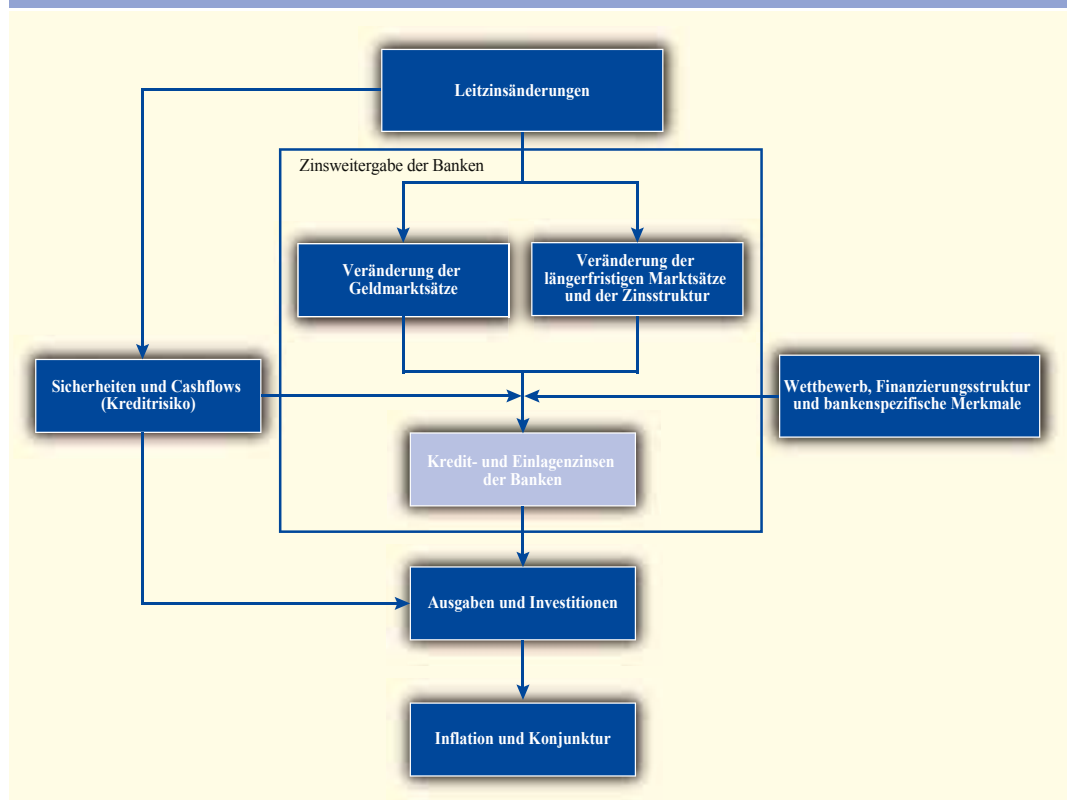 Leitzinsänderungen
Zinsweitergabe der Banken
Veränderung der
Geldmarktsätze
Veränderung der
längerfristigen Marktsätze
und der Zinsstruktur
Sicherheiten und Cashflows
(Kreditrisiko)
Wettbewerb, Finanzierungsstruktur
und bankenspezifische Merkmale
Kredit- und Einlagenzinsen
der Banken
Ausgaben und Investitionen
Inflation und Konjunktur